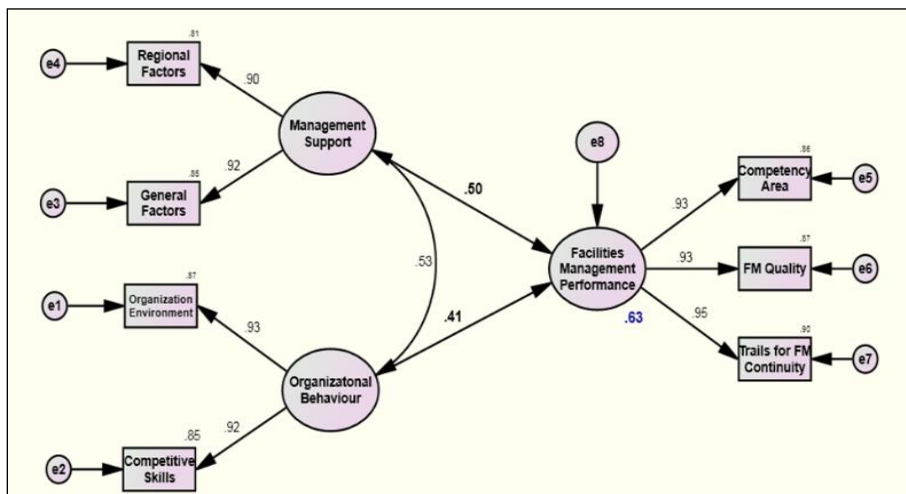 .81
e4
Regional
Factors
.90
Management
Support
.92
.85
e3
General
Factors
.50
e8
.86
Competency
Area
e5
.93
.53
Facilities
Management
Performance
.93
.87
FM Quality
e6
.63
.95
.90
Trails for FM
Continuity
e7
.87
e1
Organization
Environment
.93
.41
Organizatonal
Behaviour
.92
.85
e2
Competitive
Skills